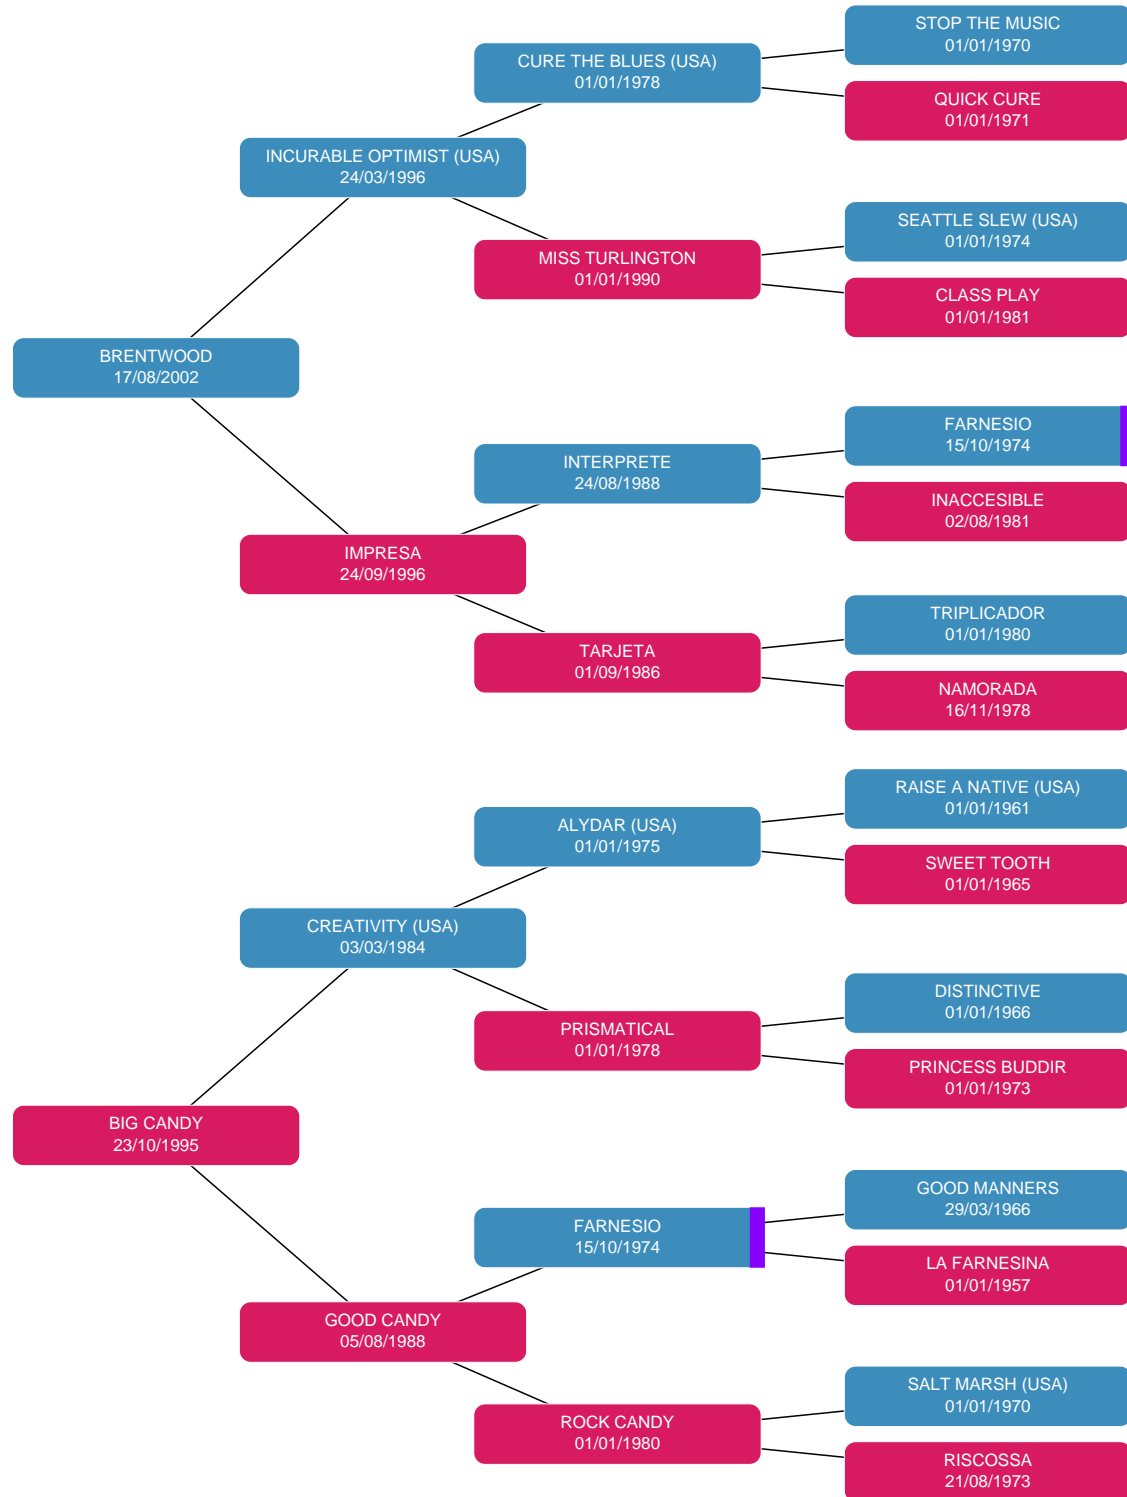 STOP THE MUSIC
01/01/1970
CURE THE BLUES (USA)
01/01/1978
QUICK CURE
01/01/1971
INCURABLE OPTIMIST (USA)
24/03/1996
SEATTLE SLEW (USA)
01/01/1974
MISS TURLINGTON
01/01/1990
CLASS PLAY
01/01/1981
BRENTWOOD
17/08/2002
FARNESIO
15/10/1974
INTERPRETE
24/08/1988
INACCESIBLE
02/08/1981
IMPRESA
24/09/1996
TRIPLICADOR
01/01/1980
TARJETA
01/09/1986
NAMORADA
16/11/1978
RAISE A NATIVE (USA)
01/01/1961
ALYDAR (USA)
01/01/1975
SWEET TOOTH
01/01/1965
CREATIVITY (USA)
03/03/1984
DISTINCTIVE
01/01/1966
PRISMATICAL
01/01/1978
PRINCESS BUDDIR
01/01/1973
BIG CANDY
23/10/1995
GOOD MANNERS
29/03/1966
FARNESIO
15/10/1974
LA FARNESINA
01/01/1957
GOOD CANDY
05/08/1988
SALT MARSH (USA)
01/01/1970
ROCK CANDY
01/01/1980
RISCOSSA
21/08/1973